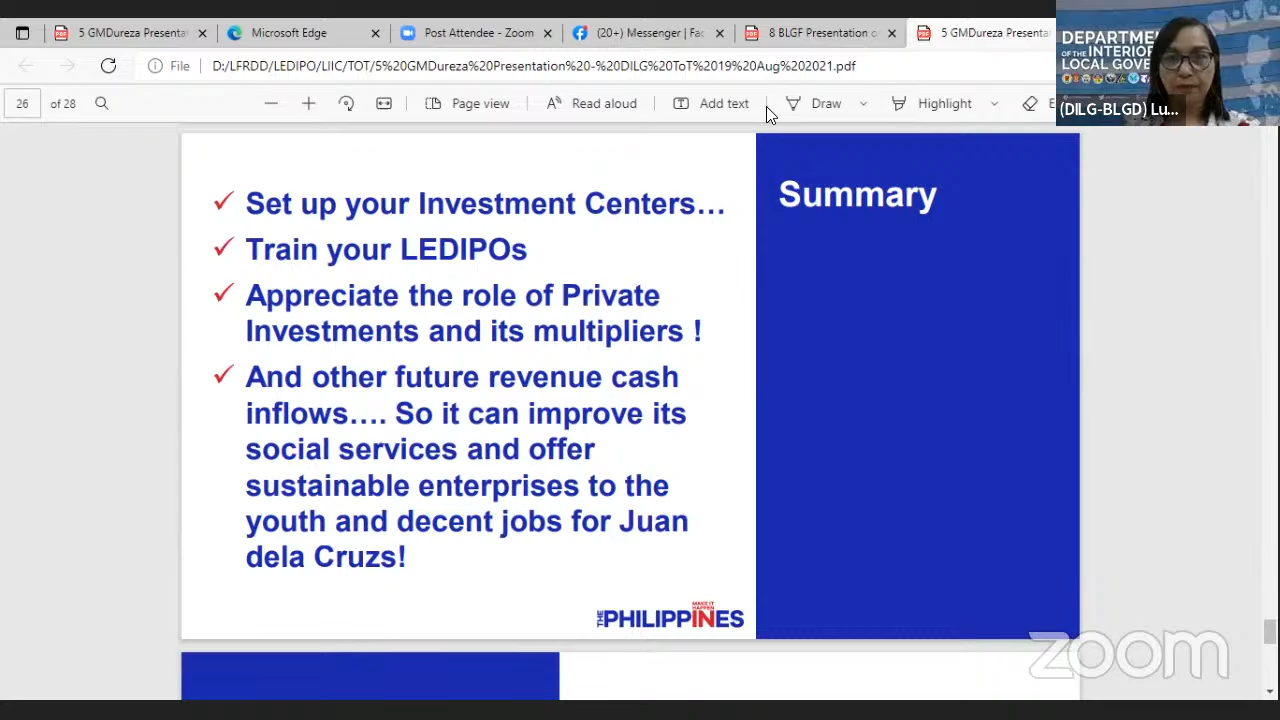 5 GMDureza Presenta
Microsoft Edge
Post Attendee - Zoom
(20+) Messenger | Fac
8 BLGF Presentation o
5 GMDureza Presenta
File
D:/LFRDD/LEDIPO/LIIC/TOT/5%20GMDureza%20Presentation%20-%20DILG%20ToT%2019%20Aug%202021.pdf
26 of 28
Page view
Read aloud
Add text
Draw
Highlight
E
DEPARTME
OF THE INTERIOR
LOCAL GOVE
(DILG-BLGD) Lu...
Set up your Investment Centers…
Train your LEDIPOs
Appreciate the role of Private
Investments and its multipliers !
And other future revenue cash
inflows…. So it can improve its
social services and offer
sustainable enterprises to the
youth and decent jobs for Juan
dela Cruzs!
Summary
MAKE IT
HAPPEN
THE PHILIPPINES
zoom